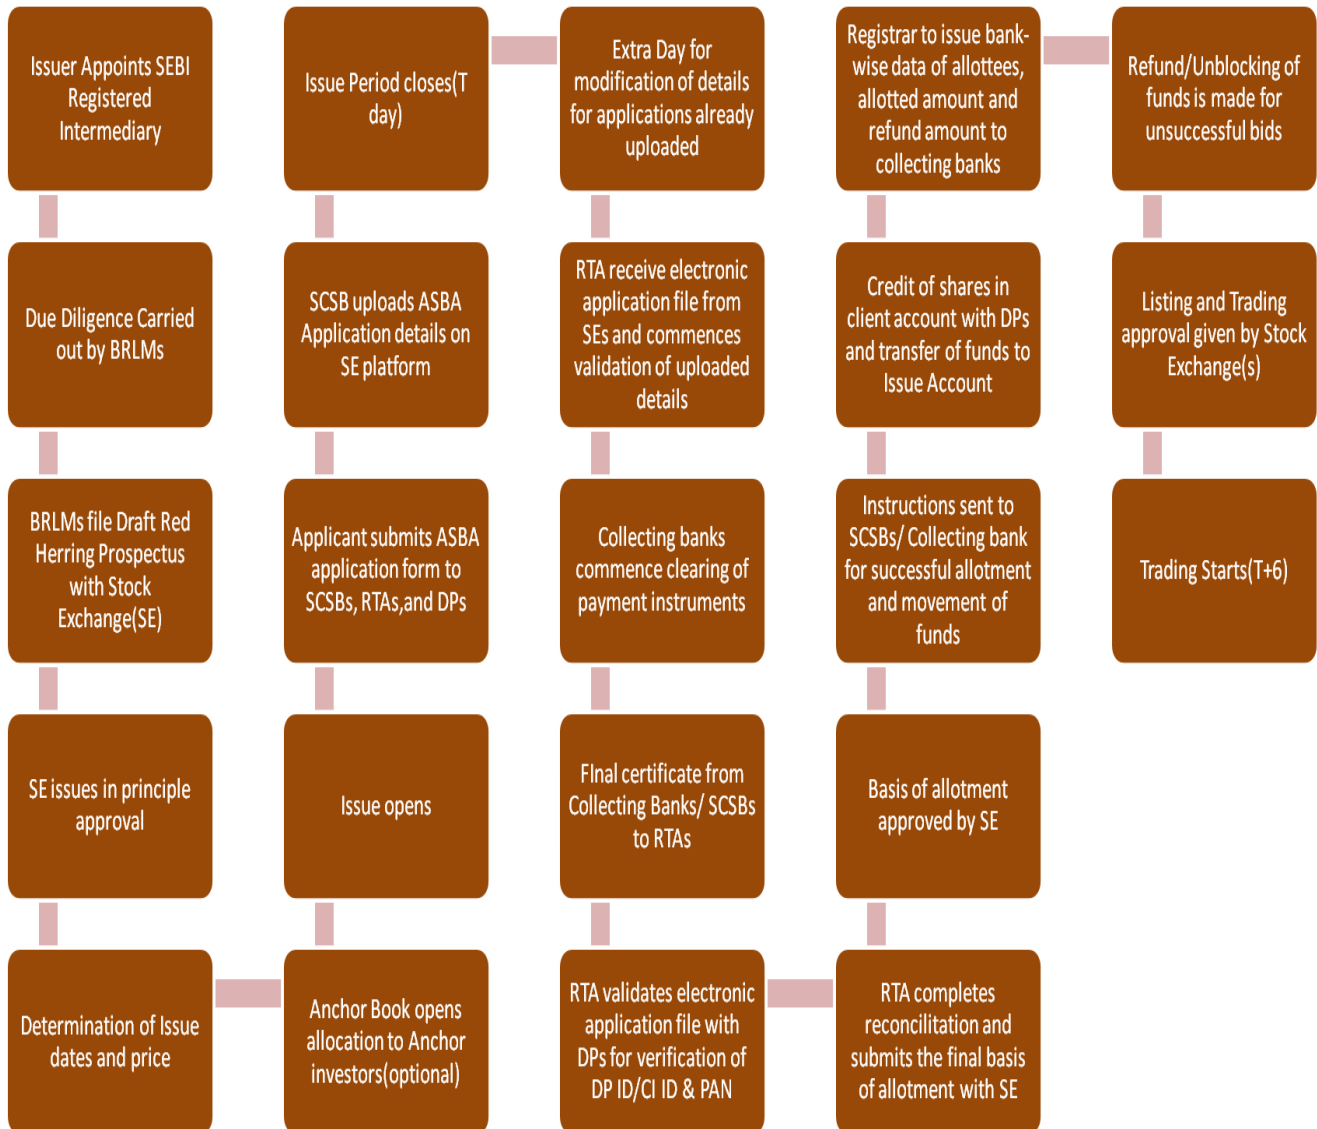 Issuer Appoints SEBI
Registered
Intermediary
Due Diligence Carried
out by BRLMs
BRLMs file Draft Red
Herring Prospectus
with Stock
Exchange(SE)
SE issues in principle
approval
Determination of Issue
dates and price
Anchor Book opens
allocation to Anchor
investors(optional)
Issue opens
Applicant submits ASBA
application form to
SCSBs, RTAs,and DPs
SCSB uploads ASBA
Application details on
SE platform
Issue Period closes(T
day)
Extra Day for
modification of details
for applications already
uploaded
RTA receive electronic
application file from
SEs and commences
validation of uploaded
details
Collecting banks
commence clearing of
payment instruments
FInal certificate from
Collecting Banks/ SCSBs
to RTAs
RTA validates electronic
application file with
DPs for verification of
DP ID/CI ID & PAN
RTA completes
reconcilitation and
submits the final basis
of allotment with SE
Basis of allotment
approved by SE
Instructions sent to
SCSBs/ Collecting bank
for successful allotment
and movement of
funds
Credit of shares in
client account with DPs
and transfer of funds to
Issue Account
Registrar to issue bank-
wise data of allottees,
allotted amount and
refund amount to
collecting banks
Refund/Unblocking of
funds is made for
unsuccessful bids
Listing and Trading
approval given by Stock
Exchange(s)
Trading Starts(T+6)